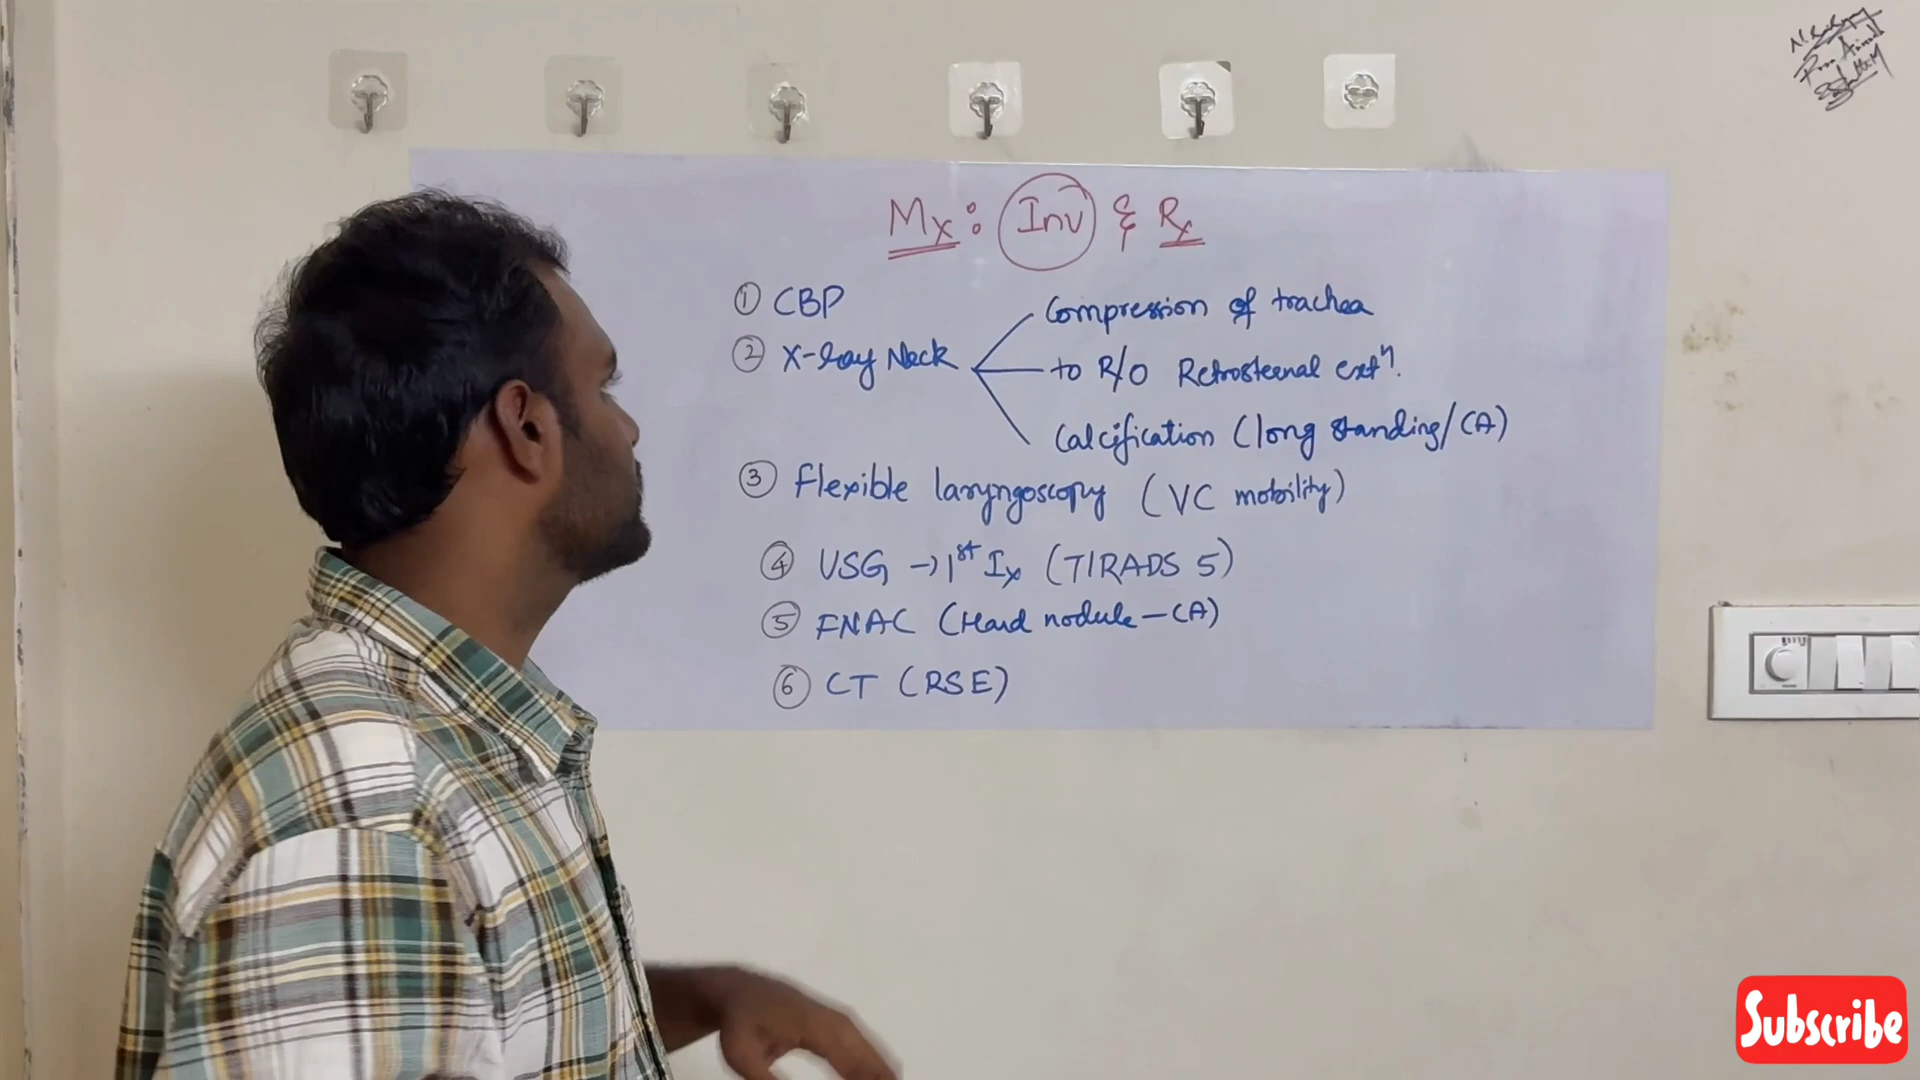 Mx : Inv & Rx
① CBP
② X-ray Neck
Compression of trachea
to R/O Retrosternal extⁿ.
Calcification (long standing/CA)
③ Flexible laryngoscopy (VC mobility)
④ USG → 1st Ix (TIRADS 5)
⑤ FNAC (Hard nodule – CA)
⑥ CT (RSE)
Subscribe